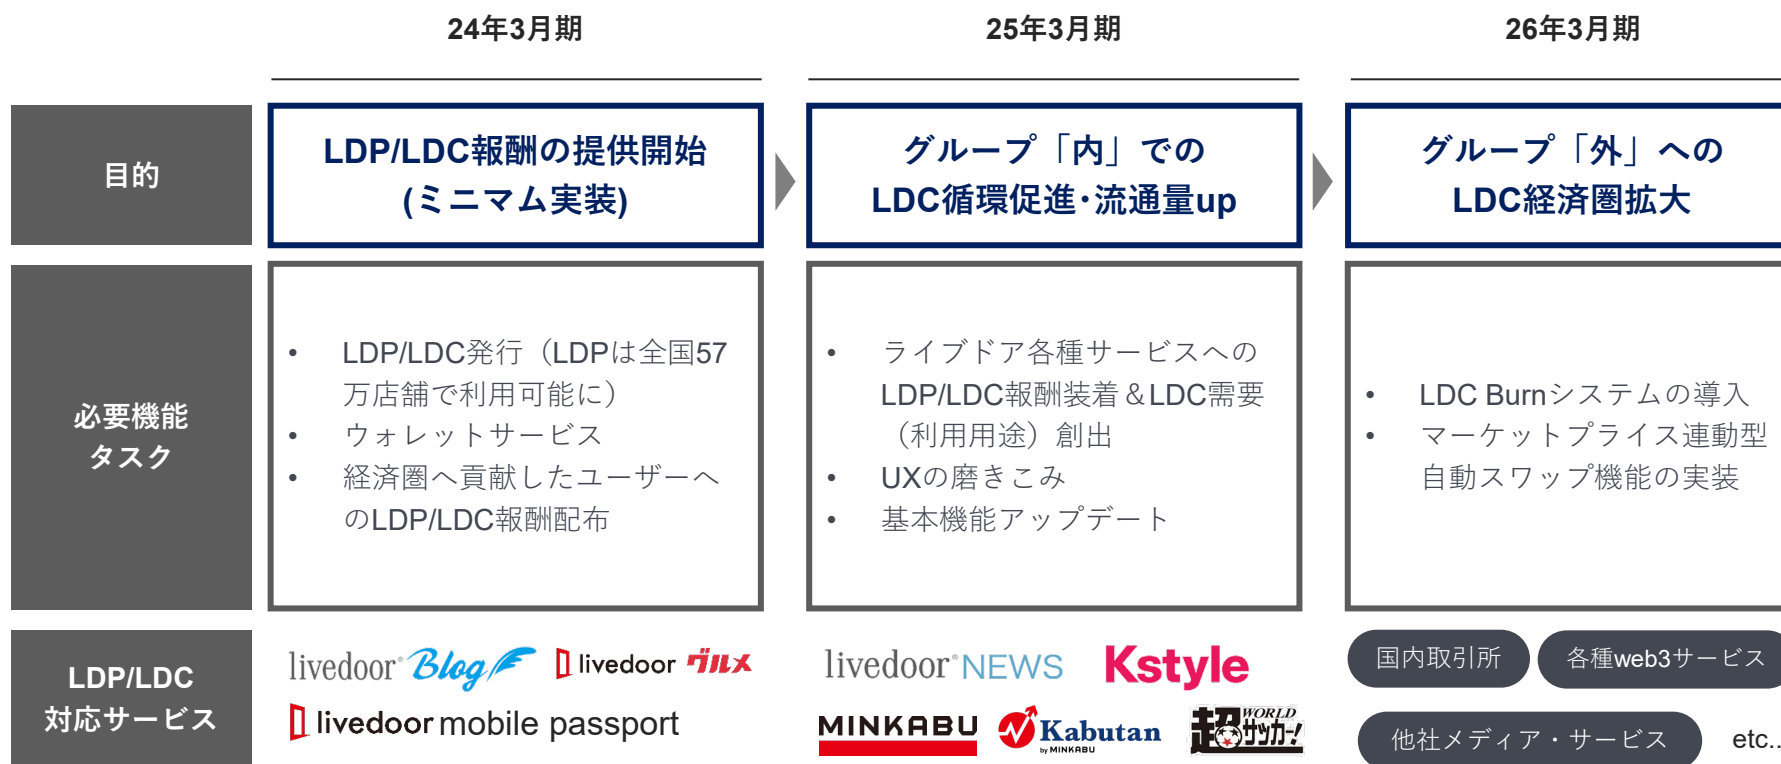 24年3月期
25年3月期
26年3月期
目的
LDP/LDC報酬の提供開始
(ミニマム実装)
グループ「内」での
LDC循環促進･流通量up
グループ「外」への
LDC経済圏拡大
必要機能
タスク
• LDP/LDC発行（LDPは全国57
万店舗で利用可能に）
• ウォレットサービス
• 経済圏へ貢献したユーザーへ
のLDP/LDC報酬配布
• ライブドア各種サービスへの
LDP/LDC報酬装着＆LDC需要
（利用用途）創出
• UXの磨きこみ
• 基本機能アップデート
• LDC Burnシステムの導入
• マーケットプライス連動型
自動スワップ機能の実装
LDP/LDC
対応サービス
livedoor® Blog
livedoor グルメ
livedoor mobile passport
livedoor® NEWS
Kstyle
MINKABU
Kabutan
by MINKABU
超WORLD
サッカー!
国内取引所
各種web3サービス
他社メディア・サービス
etc..